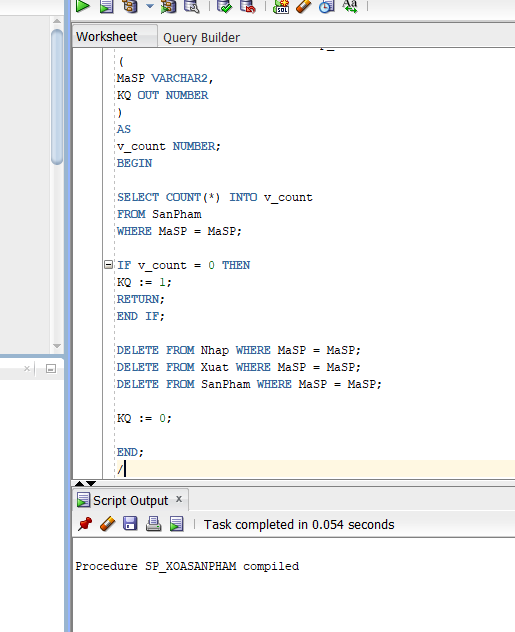 SQL
Aa
Worksheet
Query Builder
(
MaSP VARCHAR2,
KQ OUT NUMBER
)
AS
v_count NUMBER;
BEGIN
SELECT COUNT(*) INTO v_count
FROM SanPham
WHERE MaSP = MaSP;
IF v_count = 0 THEN
KQ := 1;
RETURN;
END IF;
DELETE FROM Nhap WHERE MaSP = MaSP;
DELETE FROM Xuat WHERE MaSP = MaSP;
DELETE FROM SanPham WHERE MaSP = MaSP;
KQ := 0;
END;
/
Script Output
Task completed in 0.054 seconds
Procedure SP_XOASANPHAM compiled